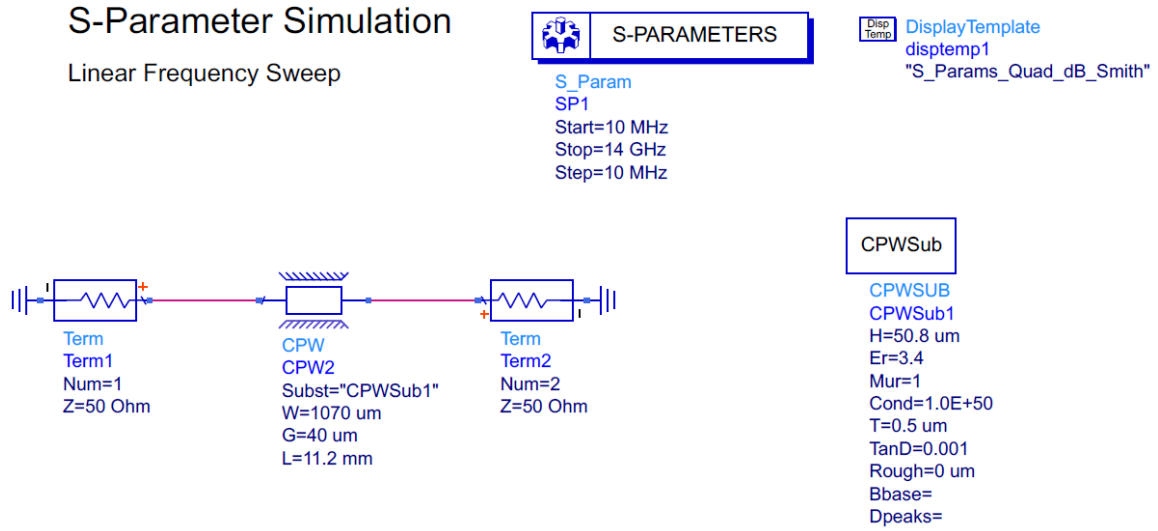 S-Parameter Simulation
Linear Frequency Sweep
S-PARAMETERS
S_Param
SP1
Start=10 MHz
Stop=14 GHz
Step=10 MHz
Disp
Temp
DisplayTemplate
disptemp1
"S_Params_Quad_dB_Smith"
Term
Term1
Num=1
Z=50 Ohm
CPW
CPW2
Subst="CPWSub1"
W=1070 um
G=40 um
L=11.2 mm
Term
Term2
Num=2
Z=50 Ohm
CPWSub
CPWSUB
CPWSub1
H=50.8 um
Er=3.4
Mur=1
Cond=1.0E+50
T=0.5 um
TanD=0.001
Rough=0 um
Bbase=
Dpeaks=